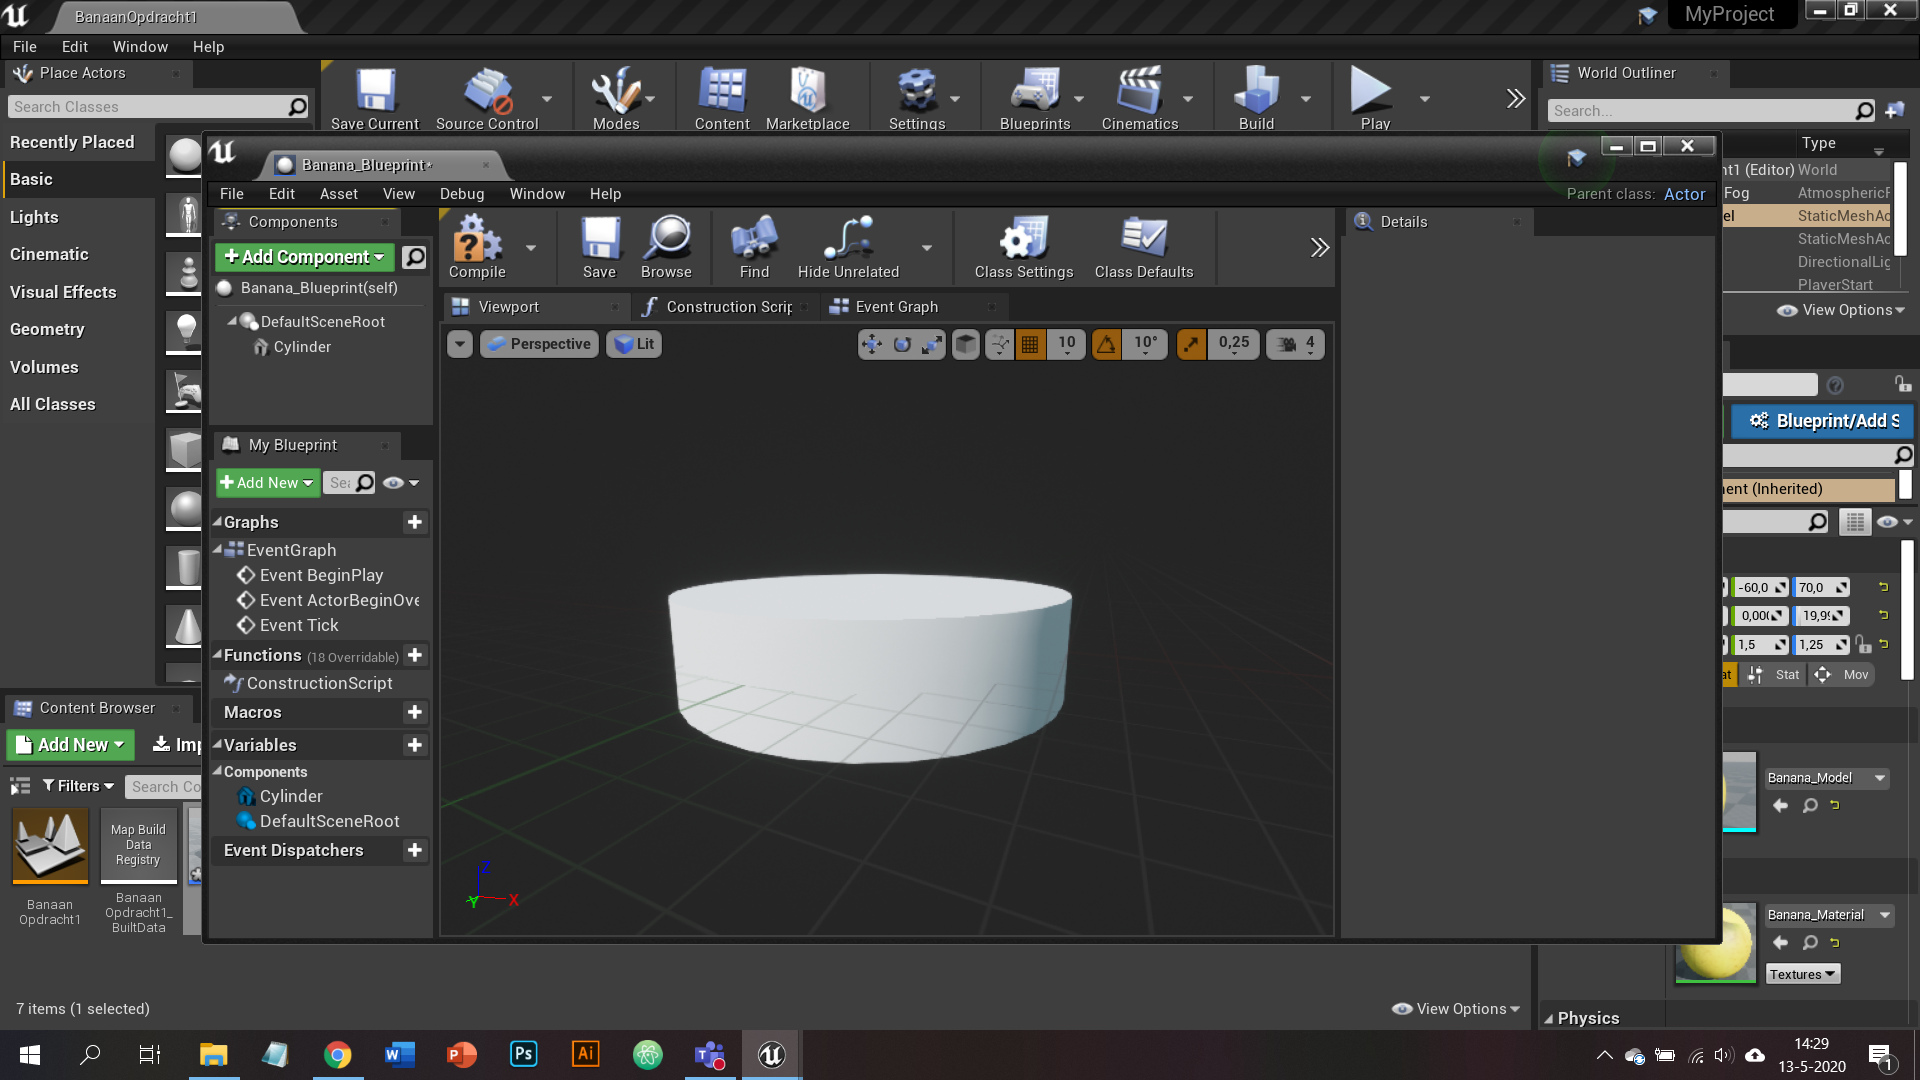 BanaanOpdracht1
MyProject
File Edit Window Help
Place Actors
World Outliner
Search Classes
Save Current
Source Control
Modes
Content
Marketplace
Settings
Blueprints
Cinematics
Build
Play
Search...
Recently Placed
Basic
Lights
Cinematic
Visual Effects
Geometry
Volumes
All Classes
Type
nt1 (Editor) World
Fog AtmosphericF
el StaticMeshAc
StaticMeshAc
DirectionalLig
PlayerStart
View Options
Banana_Blueprint*
File Edit Asset View Debug Window Help
Parent class: Actor
Components
+ Add Component
Banana_Blueprint(self)
DefaultSceneRoot
Cylinder
Compile
Save
Browse
Find
Hide Unrelated
Class Settings
Class Defaults
Details
Viewport
Construction Scrip
Event Graph
Perspective
Lit
10
10°
0,25
4
My Blueprint
+ Add New
Sea
Graphs
EventGraph
Event BeginPlay
Event ActorBeginOve
Event Tick
Functions (18 Overridable)
ConstructionScript
Macros
Variables
Components
Cylinder
DefaultSceneRoot
Event Dispatchers
Z
X
Y
Blueprint/Add S
nent (Inherited)
-60,0 70,0
0,000 19,99
1,5 1,25
at Stat Mov
Banana_Model
Banana_Material
Textures
Physics
Content Browser
Add New
Imp
Filters
Search Co
Banaan
Opdracht1
Map Build
Data
Registry
Banaan
Opdracht1_
BuiltData
7 items (1 selected)
View Options
Ps
Ai
14:29
13-5-2020
1